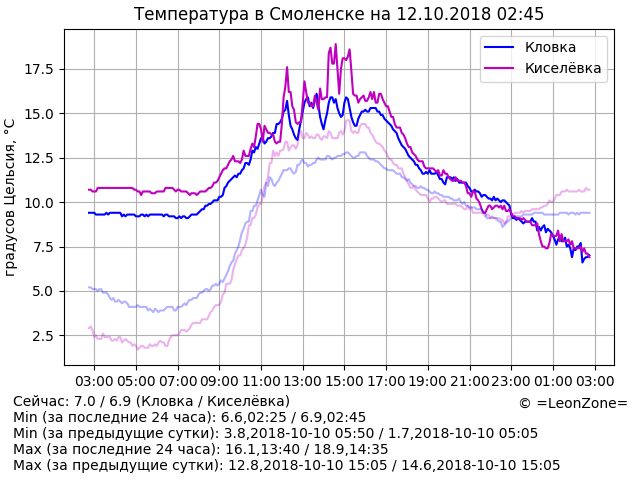 Температура в Смоленске на 12.10.2018 02:45
Кловка
Киселёвка
градусов Цельсия, °C
17.5
15.0
12.5
10.0
7.5
5.0
2.5
03:00 05:00 07:00 09:00 11:00 13:00 15:00 17:00 19:00 21:00 23:00 01:00 03:00
Сейчас: 7.0 / 6.9 (Кловка / Киселёвка)
© =LeonZone=
Min (за последние 24 часа): 6.6,02:25 / 6.9,02:45
Min (за предыдущие сутки): 3.8,2018-10-10 05:50 / 1.7,2018-10-10 05:05
Max (за последние 24 часа): 16.1,13:40 / 18.9,14:35
Max (за предыдущие сутки): 12.8,2018-10-10 15:05 / 14.6,2018-10-10 15:05